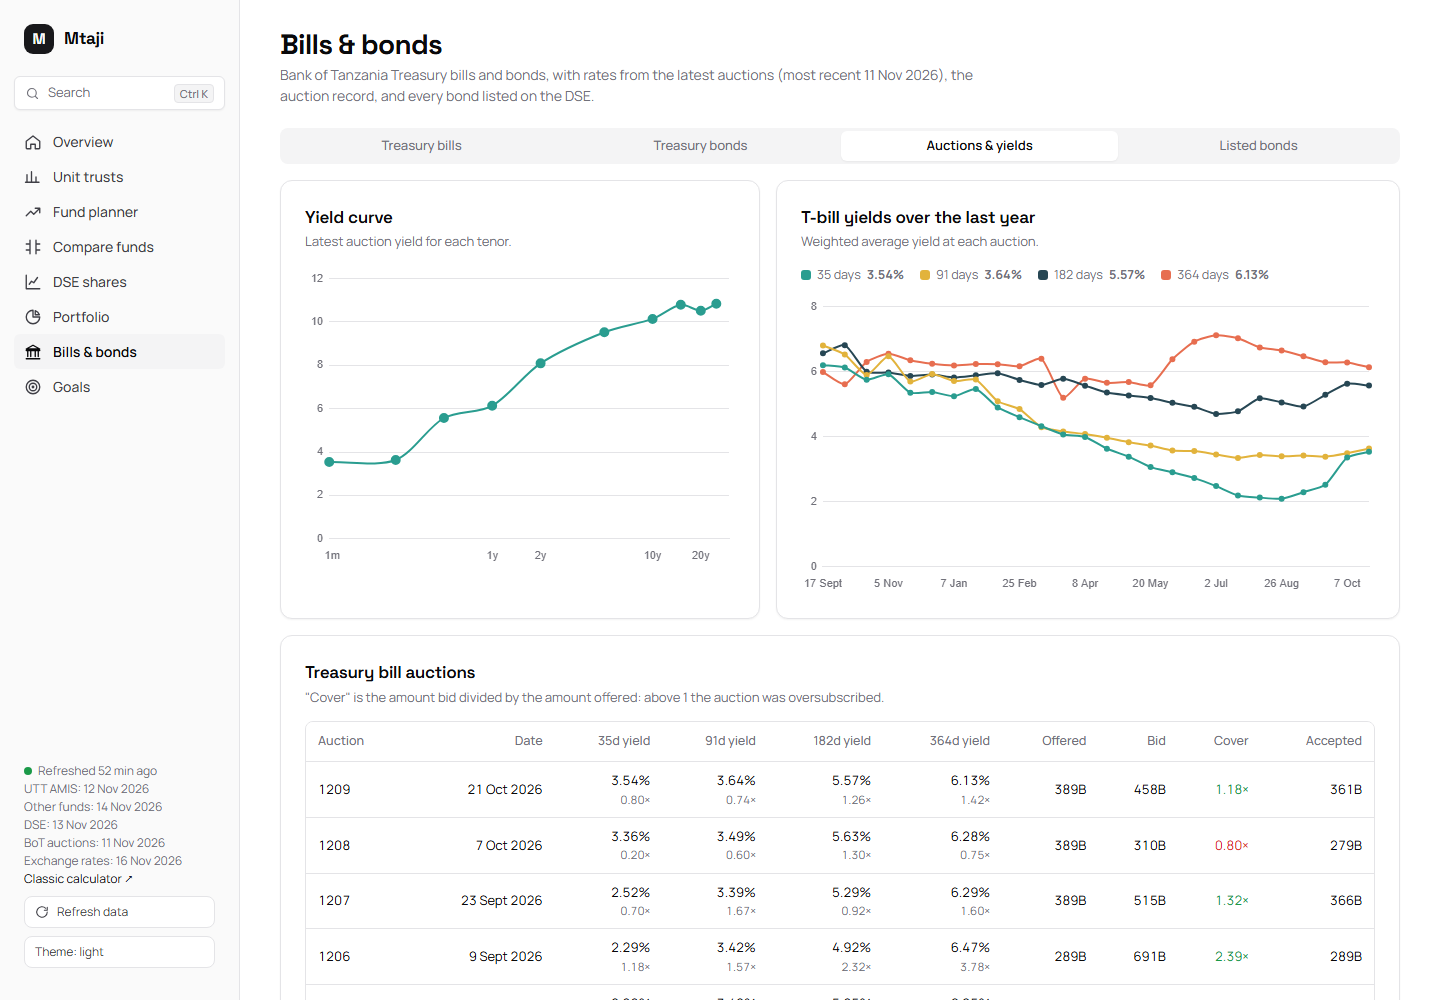 M Mtaji
Search Ctrl K
Overview
Unit trusts
Fund planner
Compare funds
DSE shares
Portfolio
Bills & bonds
Goals
Refreshed 52 min ago
UTT AMIS: 12 Nov 2026
Other funds: 14 Nov 2026
DSE: 13 Nov 2026
BoT auctions: 11 Nov 2026
Exchange rates: 16 Nov 2026
Classic calculator ↗
Refresh data
Theme: light
Bills & bonds
Bank of Tanzania Treasury bills and bonds, with rates from the latest auctions (most recent 11 Nov 2026), the
auction record, and every bond listed on the DSE.
Treasury bills Treasury bonds Auctions & yields Listed bonds
Yield curve
Latest auction yield for each tenor.
12
10
8
6
4
2
0
1m 1y 2y 10y 20y
T-bill yields over the last year
Weighted average yield at each auction.
35 days 3.54% 91 days 3.64% 182 days 5.57% 364 days 6.13%
8
6
4
2
0
17 Sept 5 Nov 7 Jan 25 Feb 8 Apr 20 May 2 Jul 26 Aug 7 Oct
Treasury bill auctions
"Cover" is the amount bid divided by the amount offered: above 1 the auction was oversubscribed.
Auction Date 35d yield 91d yield 182d yield 364d yield Offered Bid Cover Accepted
1209 21 Oct 2026 3.54% 3.64% 5.57% 6.13% 389B 458B 1.18× 361B
0.80× 0.74× 1.26× 1.42×
1208 7 Oct 2026 3.36% 3.49% 5.63% 6.28% 389B 310B 0.80× 279B
0.20× 0.60× 1.30× 0.75×
1207 23 Sept 2026 2.52% 3.39% 5.29% 6.29% 389B 515B 1.32× 366B
0.70× 1.67× 0.92× 1.60×
1206 9 Sept 2026 2.29% 3.42% 4.92% 6.47% 289B 691B 2.39× 289B
1.18× 1.57× 2.32× 3.78×